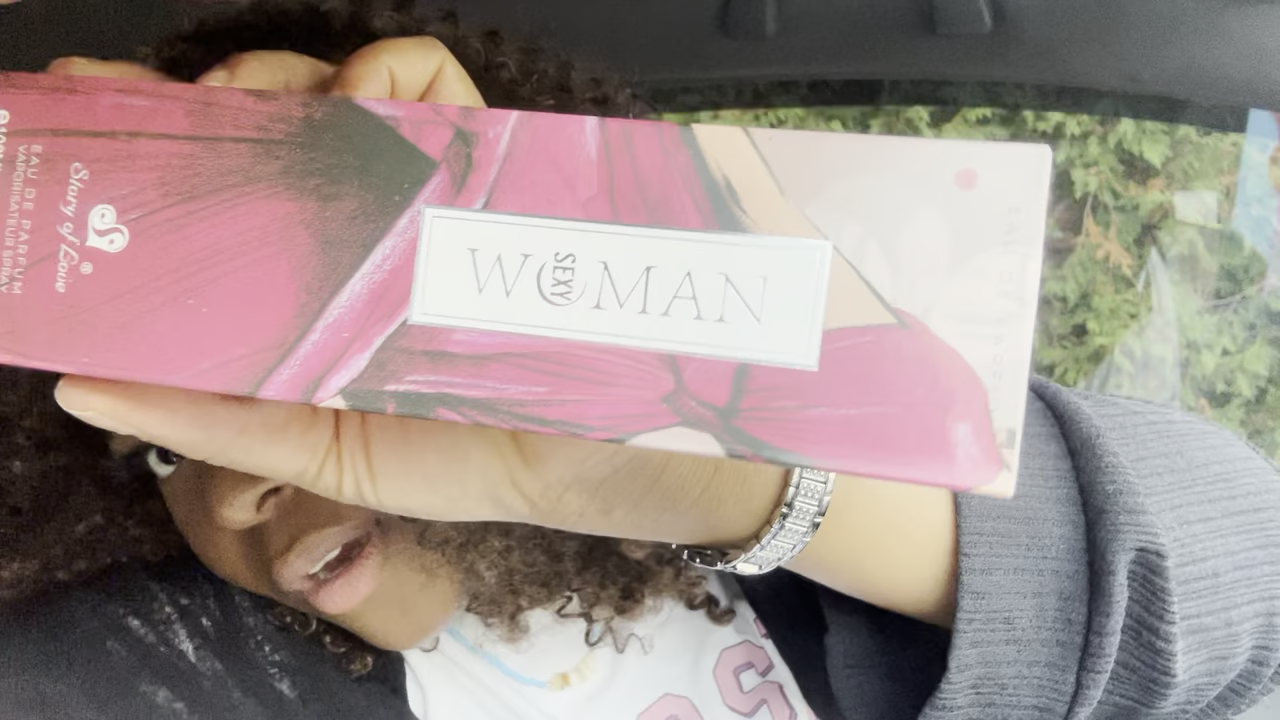 WOMAN
SEXY
Story of Love®
EAU DE PARFUM
VAPORISATEUR SPRAY